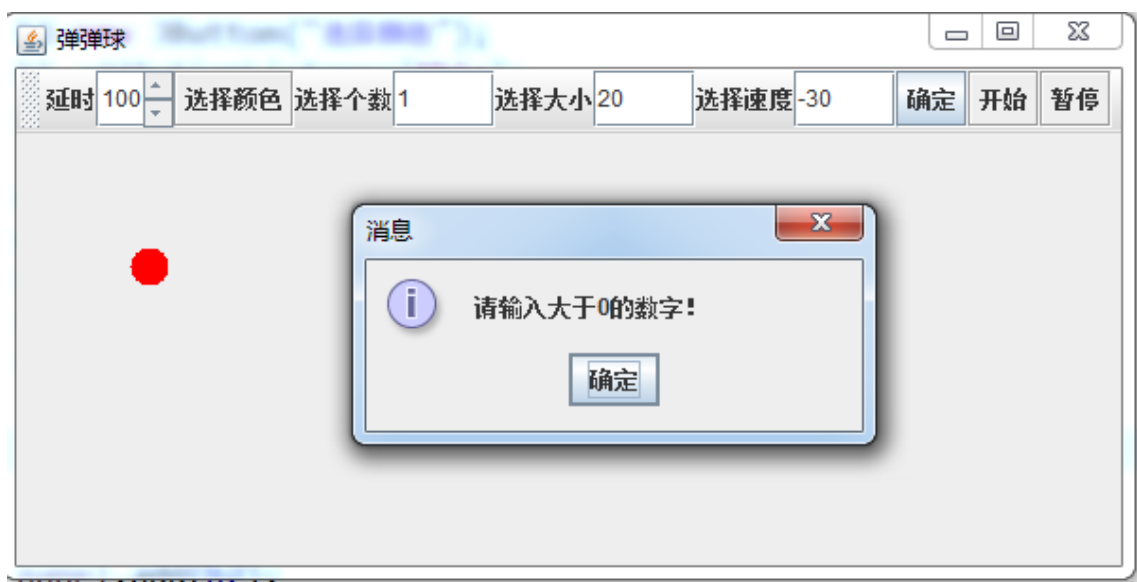 弹弹球
延时 100 选择颜色 选择个数 1 选择大小 20 选择速度 -30 确定 开始 暂停
消息
请输入大于0的数字!
确定